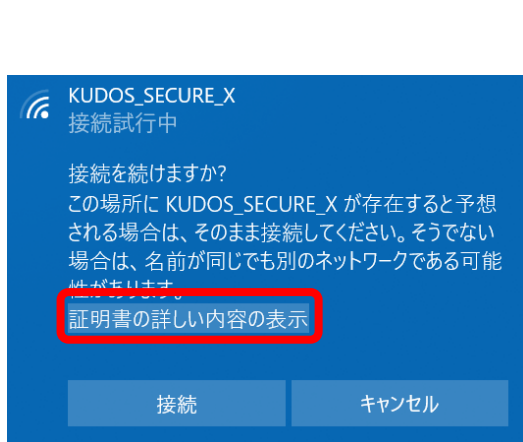 KUDOS_SECURE_X
接続試行中
接続を続けますか?
この場所に KUDOS_SECURE_X が存在すると予想
される場合は、そのまま接続してください。そうでない
場合は、名前が同じでも別のネットワークである可能
性があります。
証明書の詳しい内容の表示
接続
キャンセル